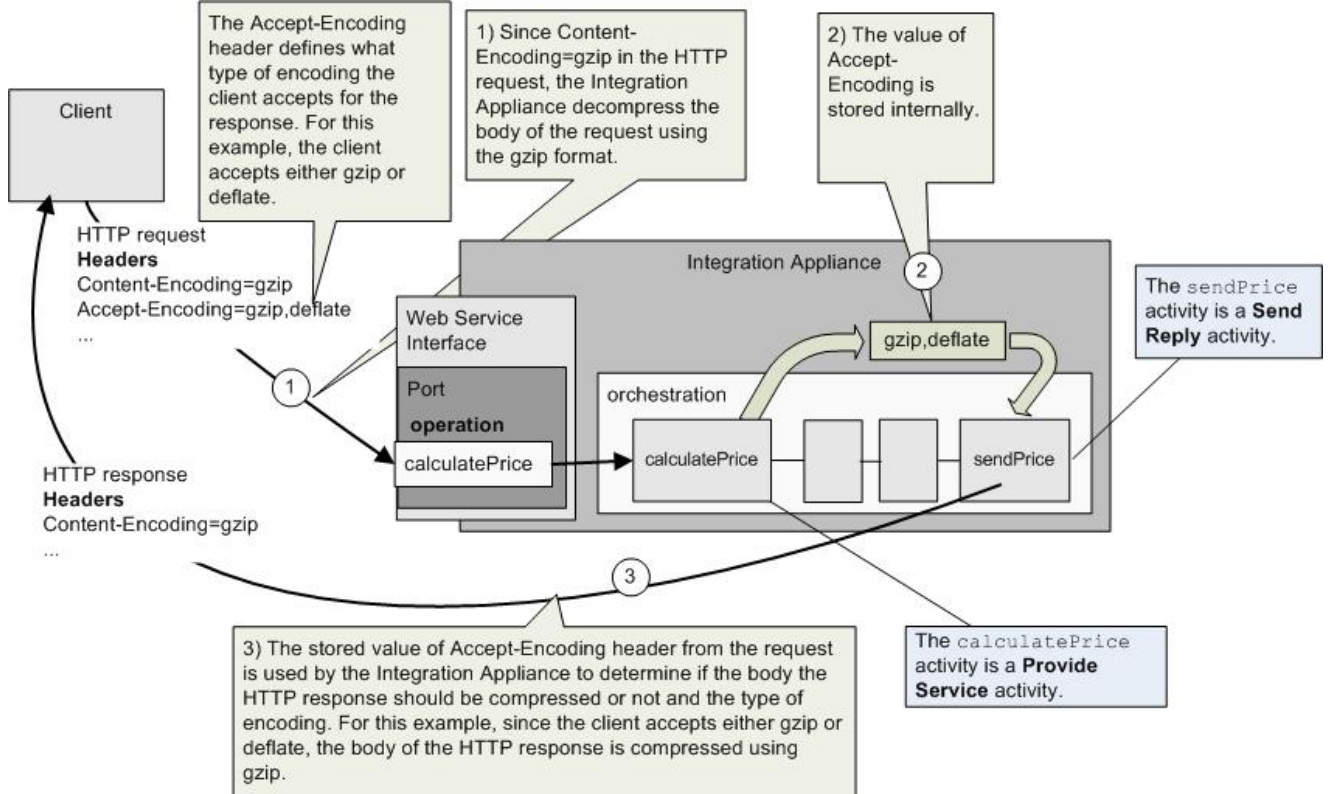 The Accept-Encoding
header defines what
type of encoding the
client accepts for the
response. For this
example, the client
accepts either gzip or
deflate.
1) Since Content-
Encoding=gzip in the HTTP
request, the Integration
Appliance decompress the
body of the request using
the gzip format.
2) The value of
Accept-
Encoding is
stored internally.
Client
HTTP request
Headers
Content-Encoding=gzip
Accept-Encoding=gzip,deflate
...
Integration Appliance
2
Web Service
Interface
gzip,deflate
The sendPrice
activity is a Send
Reply activity.
1
Port
operation
calculatePrice
orchestration
calculatePrice
sendPrice
HTTP response
Headers
Content-Encoding=gzip
...
3
3) The stored value of Accept-Encoding header from the request
is used by the Integration Appliance to determine if the body the
HTTP response should be compressed or not and the type of
encoding. For this example, since the client accepts either gzip or
deflate, the body of the HTTP response is compressed using
gzip.
The calculatePrice
activity is a Provide
Service activity.